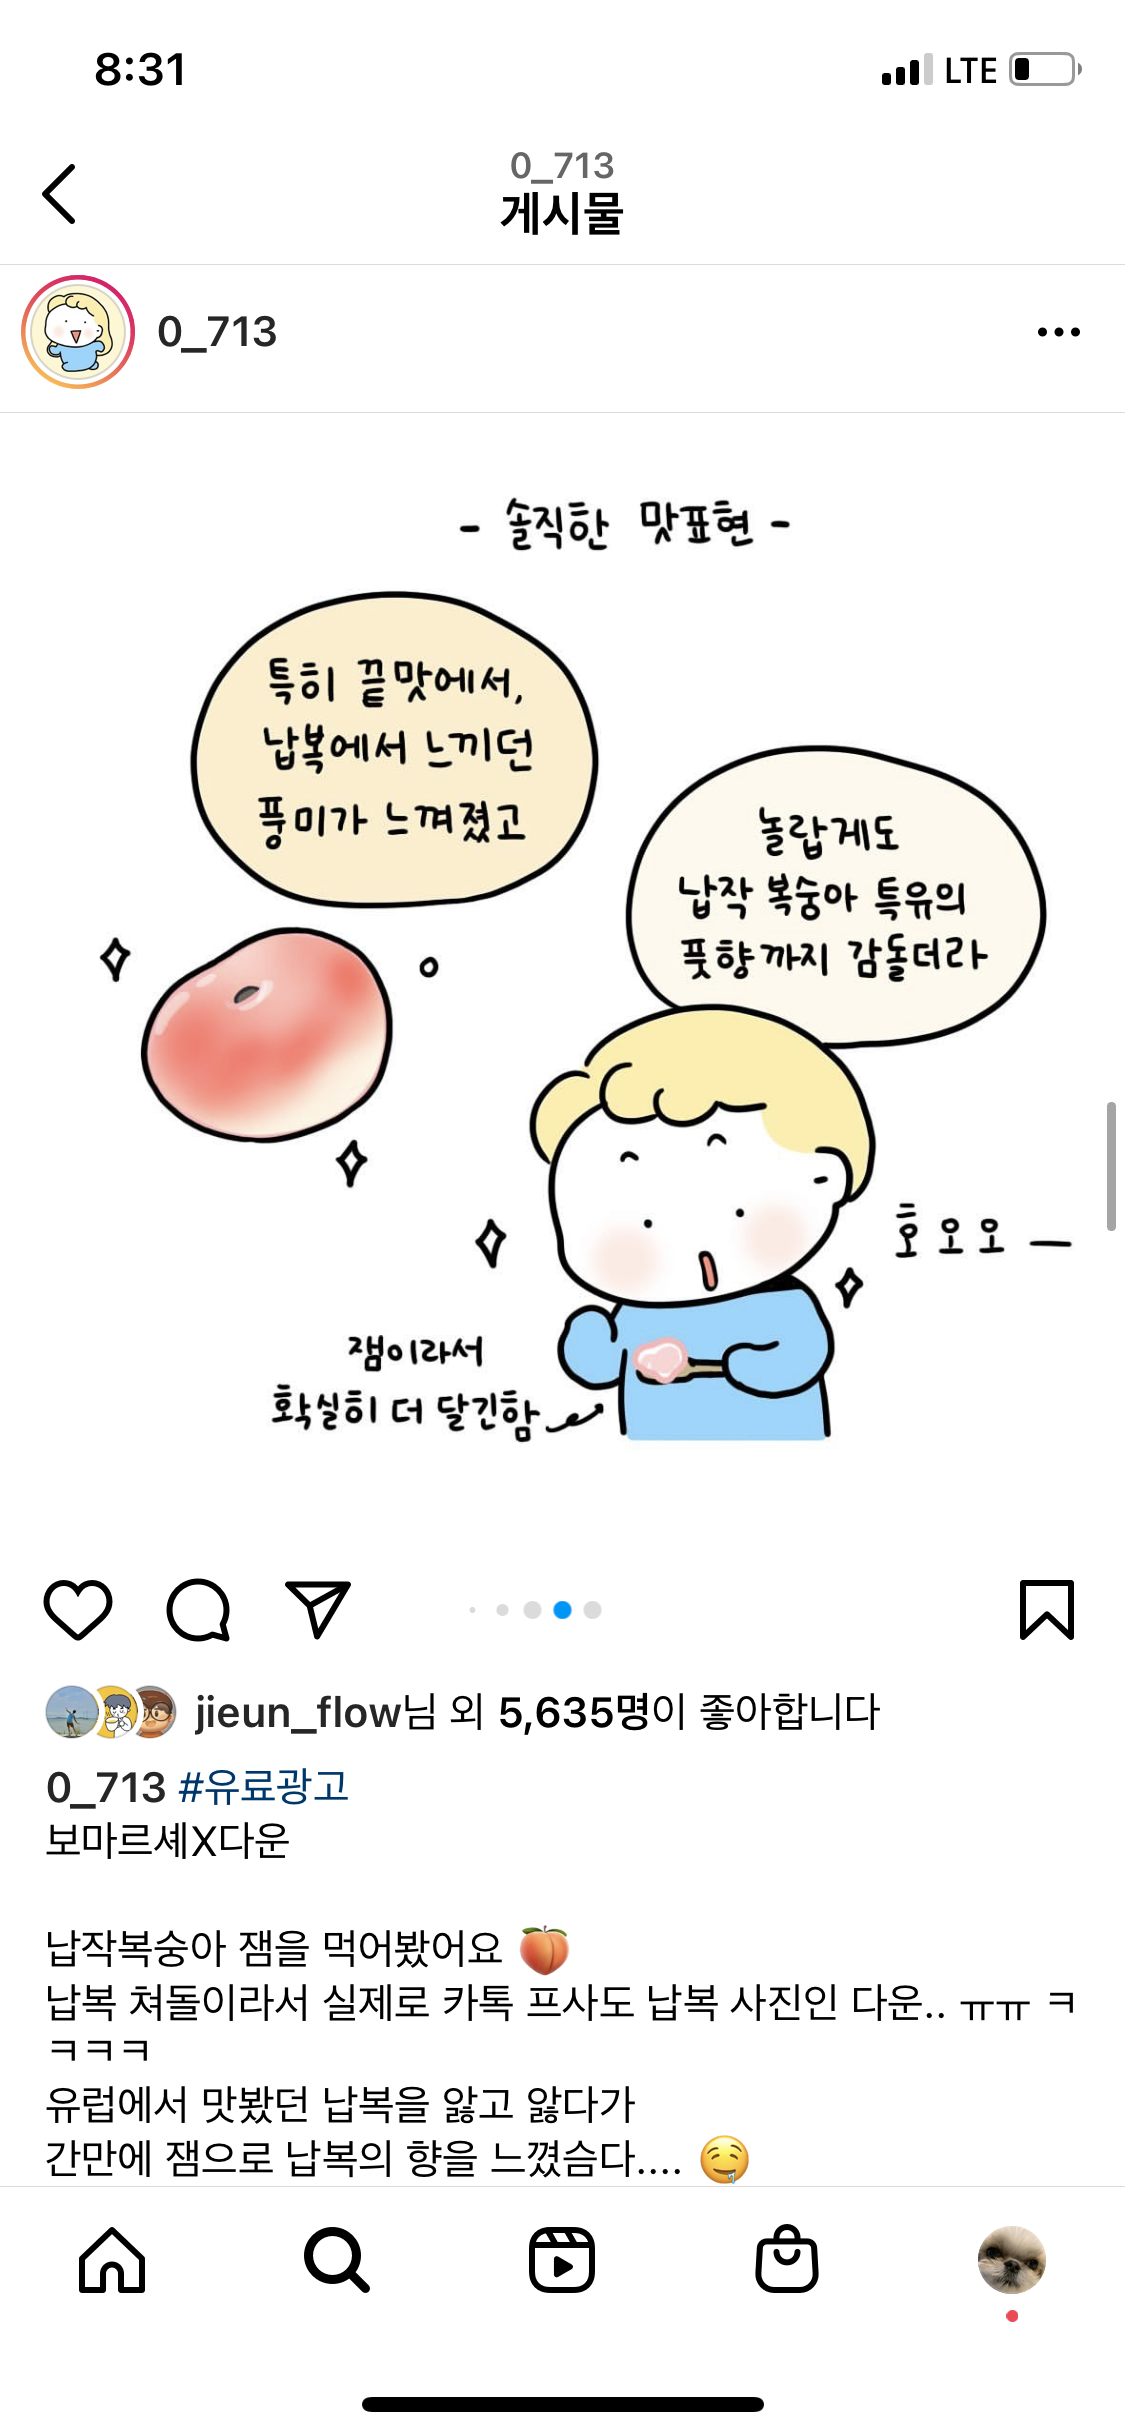 8:31
LTE
0_713
게시물
0_713
- 솔직한 맛표현 -
특히 끝맛에서,
납복에서 느끼던
풍미가 느껴졌고
놀랍게도
납작 복숭아 특유의
풋향까지 감돌더라
호오오 —
잼이라서
확실히 더 달긴함
jieun_flow님 외 5,635명이 좋아합니다
0_713 #유료광고
보마르셰X다운
납작복숭아 잼을 먹어봤어요 🍑
납복 쳐돌이라서 실제로 카톡 프사도 납복 사진인 다운.. ㅠㅠ ㅋ
ㅋㅋㅋ
유럽에서 맛봤던 납복을 앓고 앓다가
간만에 잼으로 납복의 향을 느꼈슴다.... 🤤